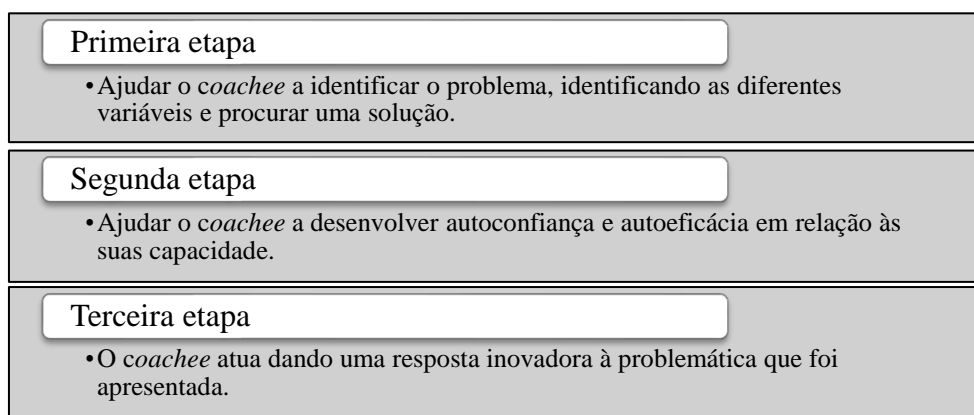 Primeira etapa
•Ajudar o coachee a identificar o problema, identificando as diferentes
variáveis e procurar uma solução.
Segunda etapa
•Ajudar o coachee a desenvolver autoconfiança e autoeficácia em relação às
suas capacidade.
Terceira etapa
•O coachee atua dando uma resposta inovadora à problemática que foi
apresentada.